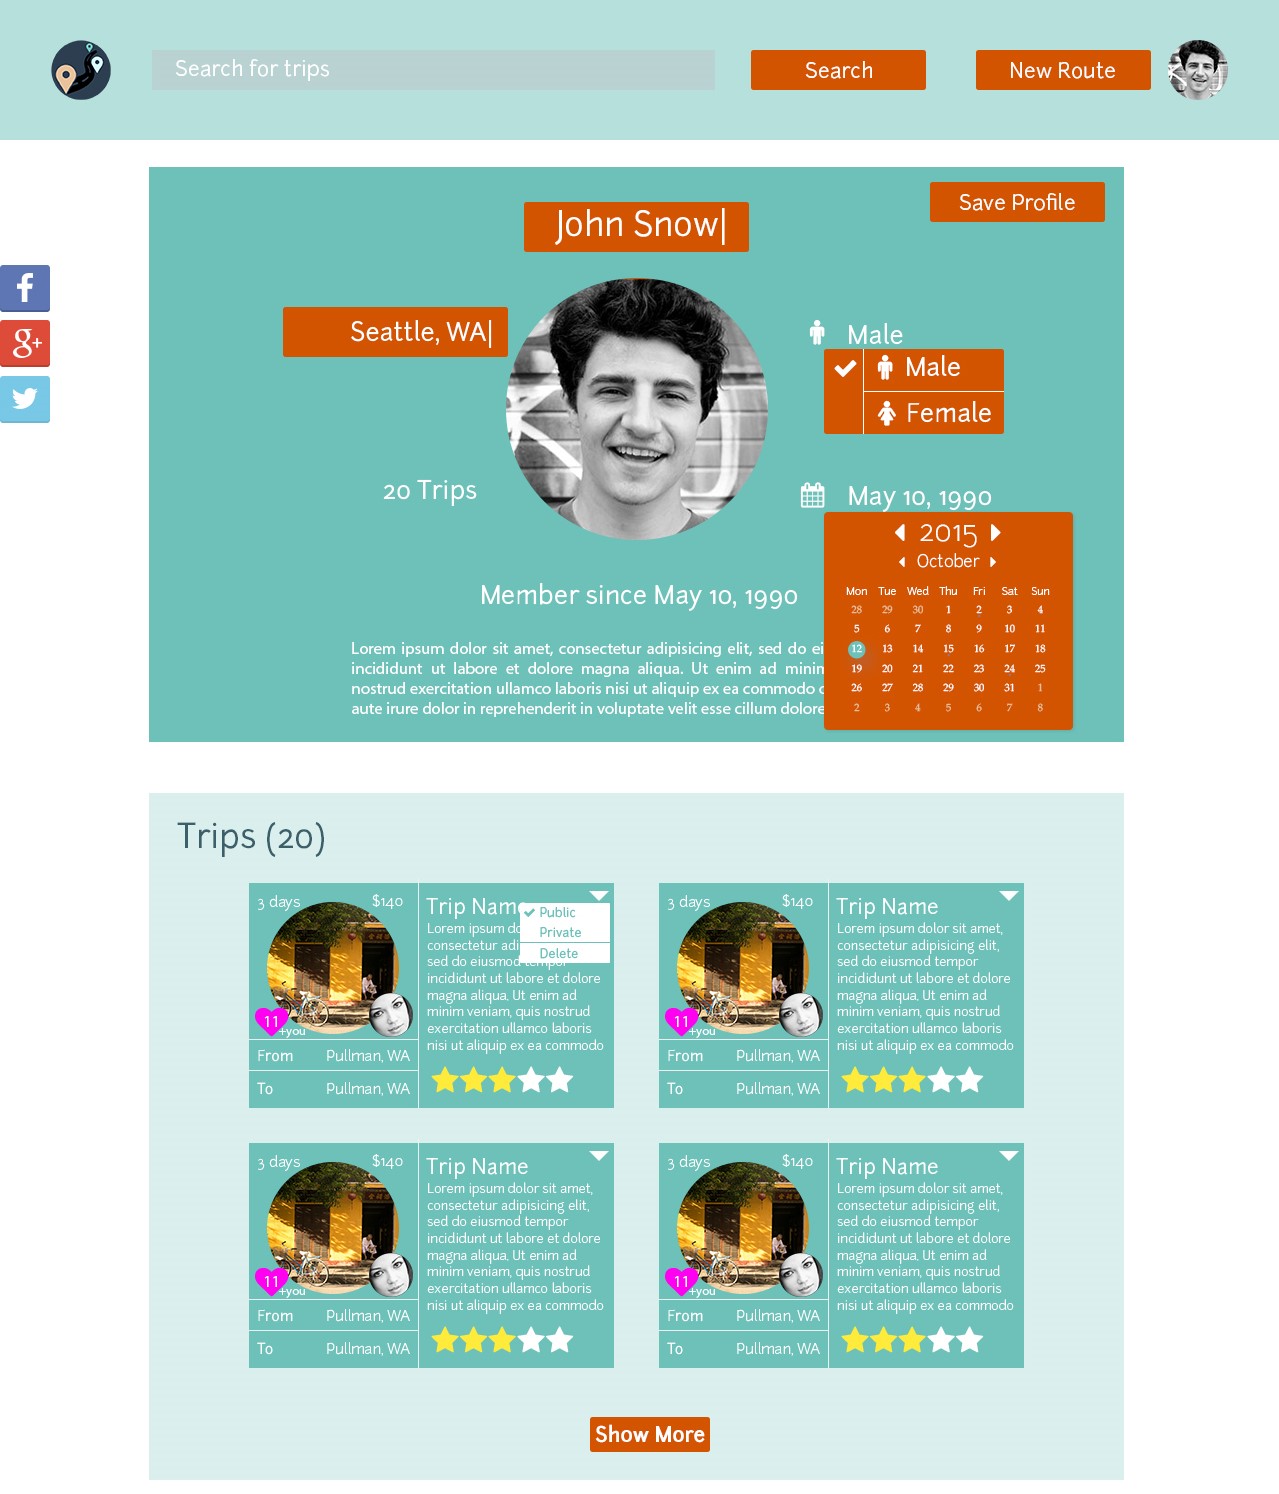 Search for trips
Search
New Route
Save Profile
John Snow|
Seattle, WA|
Male
Male
Female
20 Trips
May 10, 1990
2015
October
Mon Tue Wed Thu Fri Sat Sun
28 29 30 1 2 3 4
5 6 7 8 9 10 11
12 13 14 15 16 17 18
19 20 21 22 23 24 25
26 27 28 29 30 31 1
2 3 4 5 6 7 8
Member since May 10, 1990
Lorem ipsum dolor sit amet, consectetur adipisicing elit, sed do ei
incididunt ut labore et dolore magna aliqua. Ut enim ad minim
nostrud exercitation ullamco laboris nisi ut aliquip ex ea commodo
aute irure dolor in reprehenderit in voluptate velit esse cillum dolore
Trips (20)
3 days
$140
11
+you
From Pullman, WA
To Pullman, WA
Trip Name
Public
Private
Delete
Lorem ipsum do
consectetur adi
sed do eiusmod tempor
incididunt ut labore et dolore
magna aliqua. Ut enim ad
minim veniam, quis nostrud
exercitation ullamco laboris
nisi ut aliquip ex ea commodo
3 days
$140
11
+you
From Pullman, WA
To Pullman, WA
Trip Name
Lorem ipsum dolor sit amet,
consectetur adipisicing elit,
sed do eiusmod tempor
incididunt ut labore et dolore
magna aliqua. Ut enim ad
minim veniam, quis nostrud
exercitation ullamco laboris
nisi ut aliquip ex ea commodo
3 days
$140
11
+you
From Pullman, WA
To Pullman, WA
Trip Name
Lorem ipsum dolor sit amet,
consectetur adipisicing elit,
sed do eiusmod tempor
incididunt ut labore et dolore
magna aliqua. Ut enim ad
minim veniam, quis nostrud
exercitation ullamco laboris
nisi ut aliquip ex ea commodo
3 days
$140
11
+you
From Pullman, WA
To Pullman, WA
Trip Name
Lorem ipsum dolor sit amet,
consectetur adipisicing elit,
sed do eiusmod tempor
incididunt ut labore et dolore
magna aliqua. Ut enim ad
minim veniam, quis nostrud
exercitation ullamco laboris
nisi ut aliquip ex ea commodo
Show More